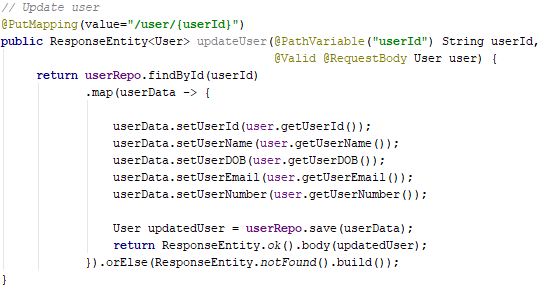 // Update user
@PutMapping(value="/user/{userId}")
public ResponseEntity<User> updateUser(@PathVariable("userId") String userId,
@Valid @RequestBody User user) {
return userRepo.findById(userId)
.map(userData -> {
userData.setUserId(user.getUserId());
userData.setUserName(user.getUserName());
userData.setUserDOB(user.getUserDOB());
userData.setUserEmail(user.getUserEmail());
userData.setUserNumber(user.getUserNumber());
User updatedUser = userRepo.save(userData);
return ResponseEntity.ok().body(updatedUser);
}).orElse(ResponseEntity.notFound().build());
}